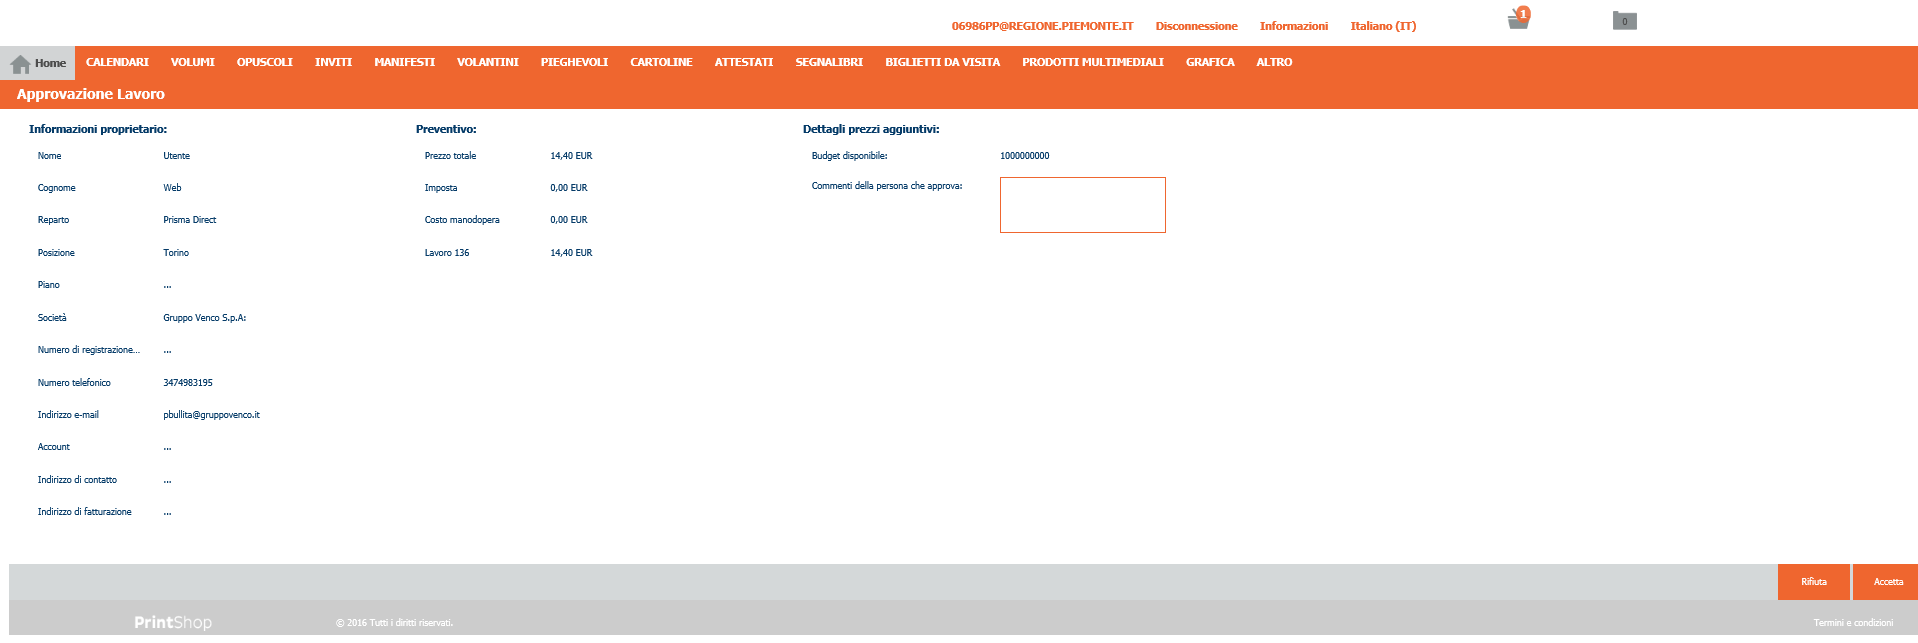 06986PP@REGIONE.PIEMONTE.IT Disconnessione Informazioni Italiano (IT) 1 0
Home CALENDARI VOLUMI OPUSCOLI INVITI MANIFESTI VOLANTINI PIEGHEVOLI CARTOLINE ATTESTATI SEGNALIBRI BIGLIETTI DA VISITA PRODOTTI MULTIMEDIALI GRAFICA ALTRO
Approvazione Lavoro
Informazioni proprietario:
Nome Utente
Cognome Web
Reparto Prisma Direct
Posizione Torino
Piano ...
Società Gruppo Venco S.p.A:
Numero di registrazione... ...
Numero telefonico 3474983195
Indirizzo e-mail pbullita@gruppovenco.it
Account ...
Indirizzo di contatto ...
Indirizzo di fatturazione ...
Preventivo:
Prezzo totale 14,40 EUR
Imposta 0,00 EUR
Costo manodopera 0,00 EUR
Lavoro 136 14,40 EUR
Dettagli prezzi aggiuntivi:
Budget disponibile: 1000000000
Commenti della persona che approva:
Rifiuta Accetta
PrintShop © 2016 Tutti i diritti riservati. Termini e condizioni